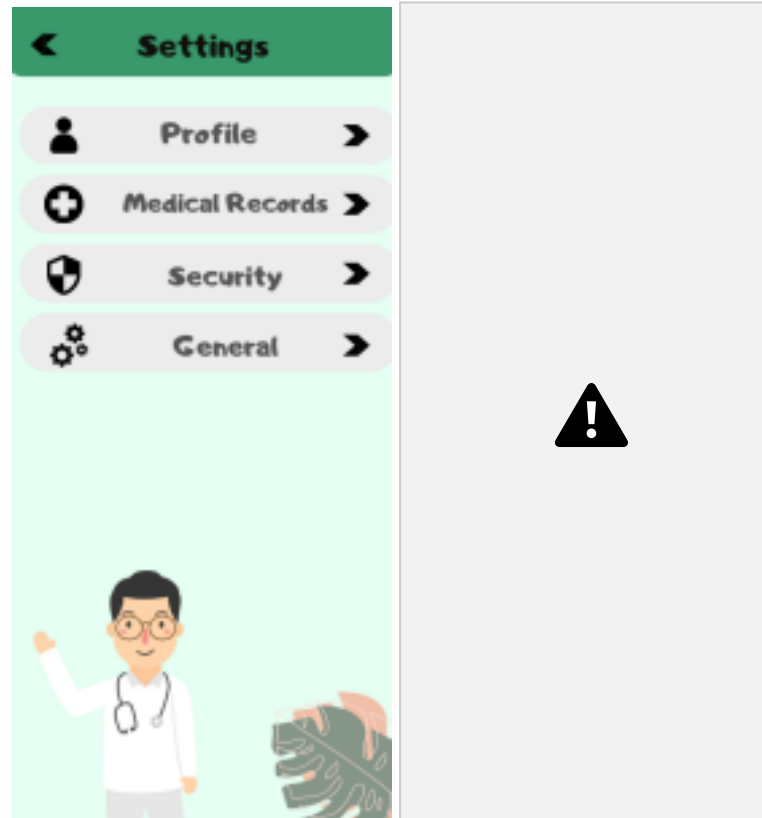 Settings
Profile
Medical Records
Security
General